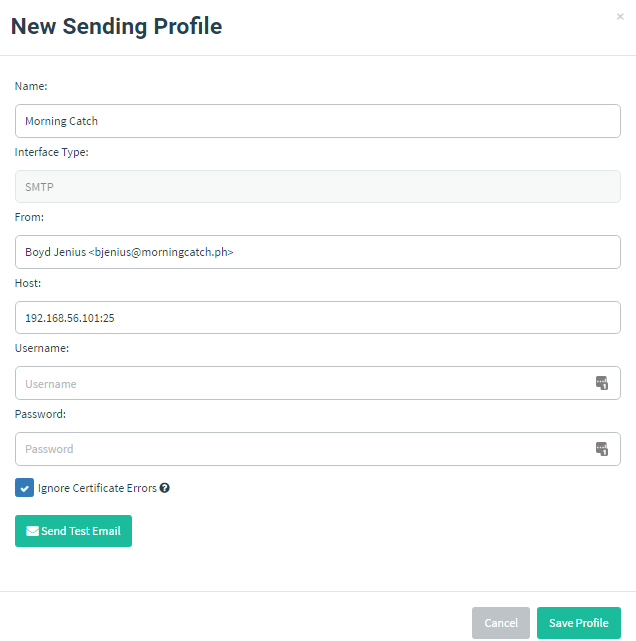 ×
New Sending Profile
Name:
Morning Catch
Interface Type:
SMTP
From:
Boyd Jenius <bjenius@morningcatch.ph>
Host:
192.168.56.101:25
Username:
Username
Password:
Password
Ignore Certificate Errors
Send Test Email
Cancel
Save Profile